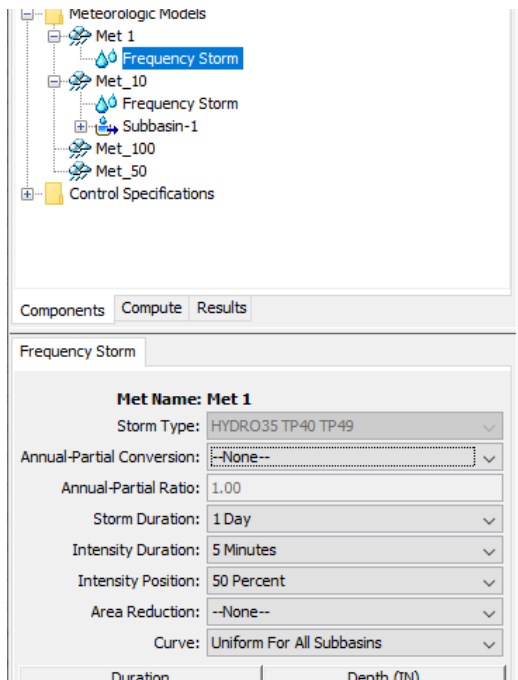 Meteorologic Models
Met 1
Frequency Storm
Met_10
Frequency Storm
Subbasin-1
Met_100
Met_50
Control Specifications
Components Compute Results
Frequency Storm
Met Name: Met 1
Storm Type: HYDRO35 TP40 TP49
Annual-Partial Conversion: --None--
Annual-Partial Ratio: 1.00
Storm Duration: 1 Day
Intensity Duration: 5 Minutes
Intensity Position: 50 Percent
Area Reduction: --None--
Curve: Uniform For All Subbasins
Duration Depth (IN)